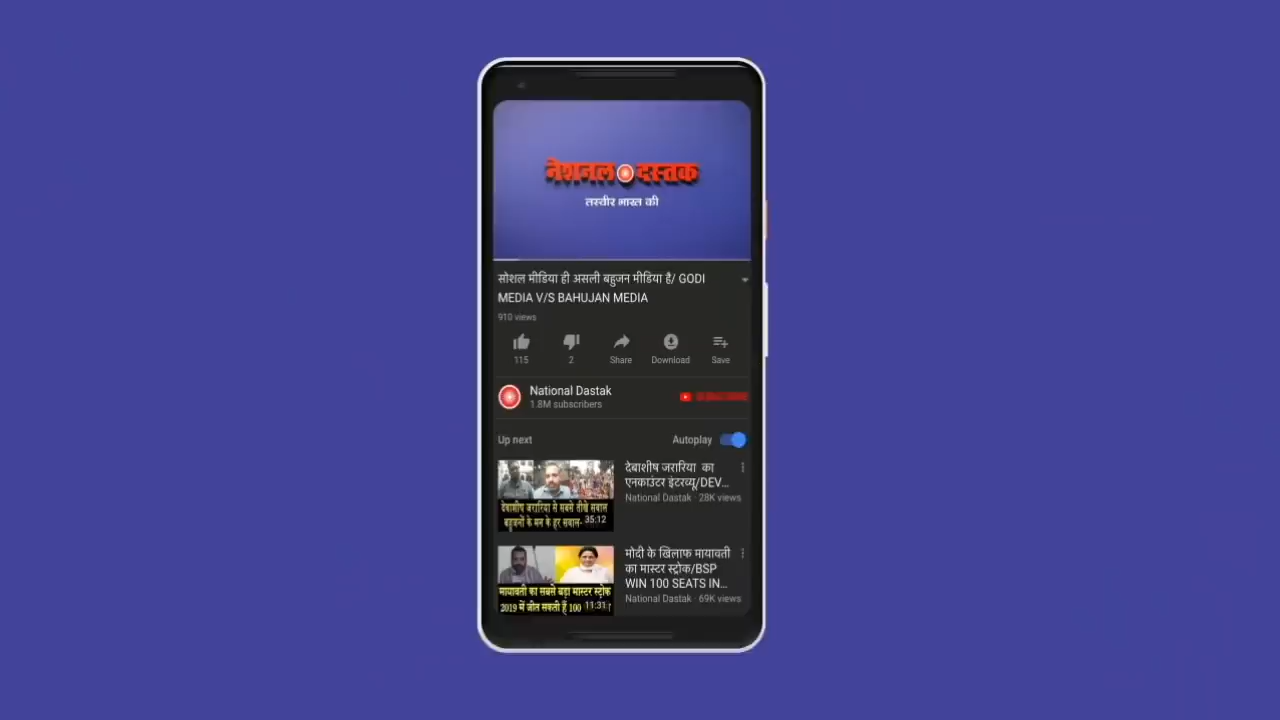 नेशनल दस्तक
तस्वीर भारत की
सोशल मीडिया ही असली बहुजन मीडिया है/ GODI
MEDIA V/S BAHUJAN MEDIA
910 views
115
2
Share
Download
Save
National Dastak
1.8M subscribers
Up next
Autoplay
देबाशीष जरारिया से सबसे तीखे सवाल
बहुजनों के मन के हर सवाल-
35:12
देबाशीष जरारिया का
एनकाउंटर इंटरव्यू/DEV...
National Dastak · 28K views
मायावती का सबसे बड़ा मास्टर स्ट्रोक
2019 में जीत सकती हैं 100
11:31
मोदी के खिलाफ मायावती
का मास्टर स्ट्रोक/BSP
WIN 100 SEATS IN...
National Dastak · 69K views